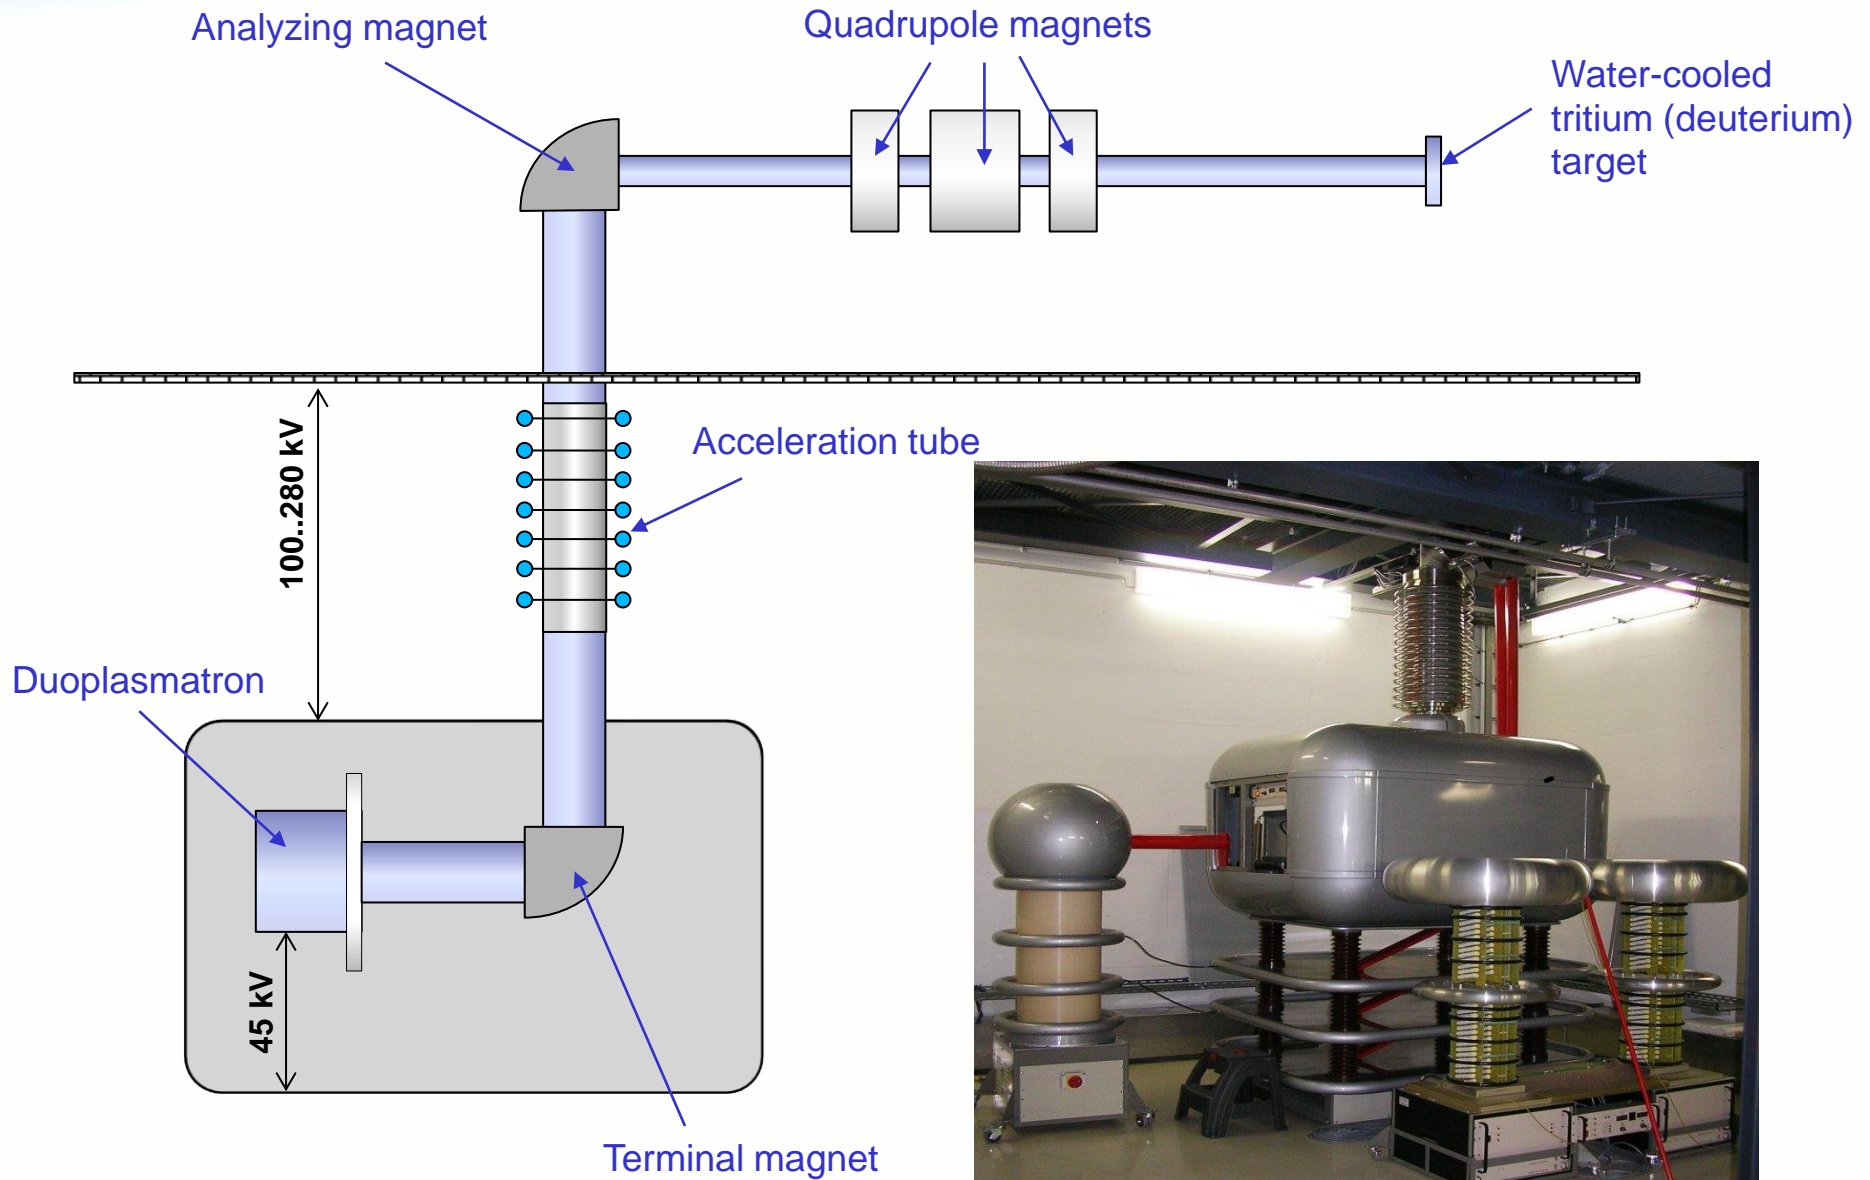 Analyzing magnet
Quadrupole magnets
Water-cooled
tritium (deuterium)
target
100..280 kV
Acceleration tube
Duoplasmatron
45 kV
Terminal magnet